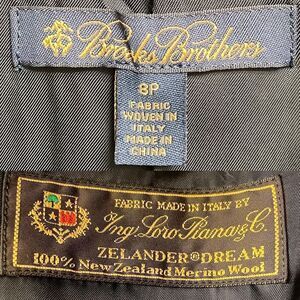 Brooks Brothers
8P
FABRIC
WOVEN IN
ITALY
MADE IN
CHINA
FABRIC MADE IN ITALY BY
Ing. Loro Piana & C.
ZELANDER®DREAM
100% New Zealand Merino Wool